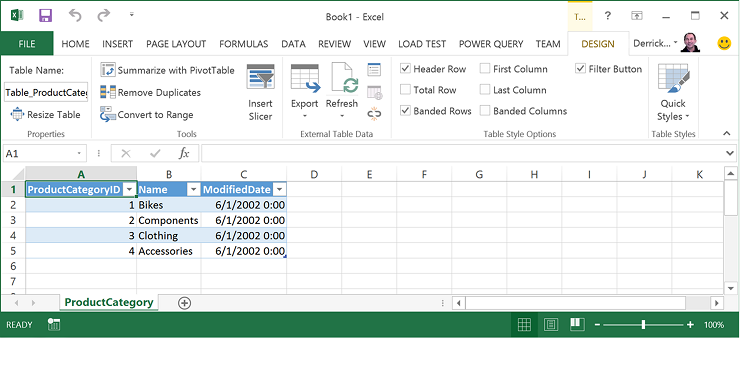 Book1 - Excel
T... ?
FILE HOME INSERT PAGE LAYOUT FORMULAS DATA REVIEW VIEW LOAD TEST POWER QUERY TEAM DESIGN Derrick...
Table Name: Summarize with PivotTable Header Row First Column Filter Button
Table_ProductCate Remove Duplicates Insert Slicer Export Refresh Total Row Last Column Quick Styles
Resize Table Convert to Range Banded Rows Banded Columns
Properties Tools External Table Data Table Style Options Table Styles
A1 fx
A B C D E F G H I J K
1 ProductCategoryID Name ModifiedDate
2 1 Bikes 6/1/2002 0:00
3 2 Components 6/1/2002 0:00
4 3 Clothing 6/1/2002 0:00
5 4 Accessories 6/1/2002 0:00
6
7
ProductCategory
READY 100%